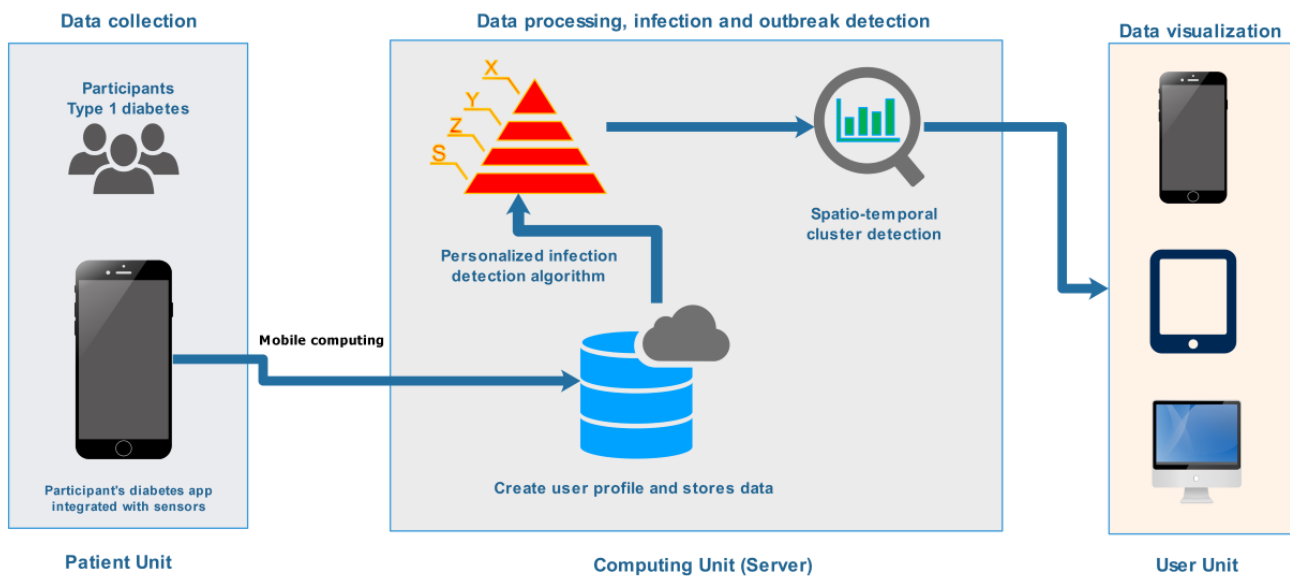 Data collection
Data processing, infection and outbreak detection
Data visualization
Participants
Type 1 diabetes
X
Y
Z
S
Personalized infection
detection algorithm
Spatio-temporal
cluster detection
Mobile computing
Create user profile and stores data
Participant's diabetes app
integrated with sensors
Patient Unit
Computing Unit (Server)
User Unit